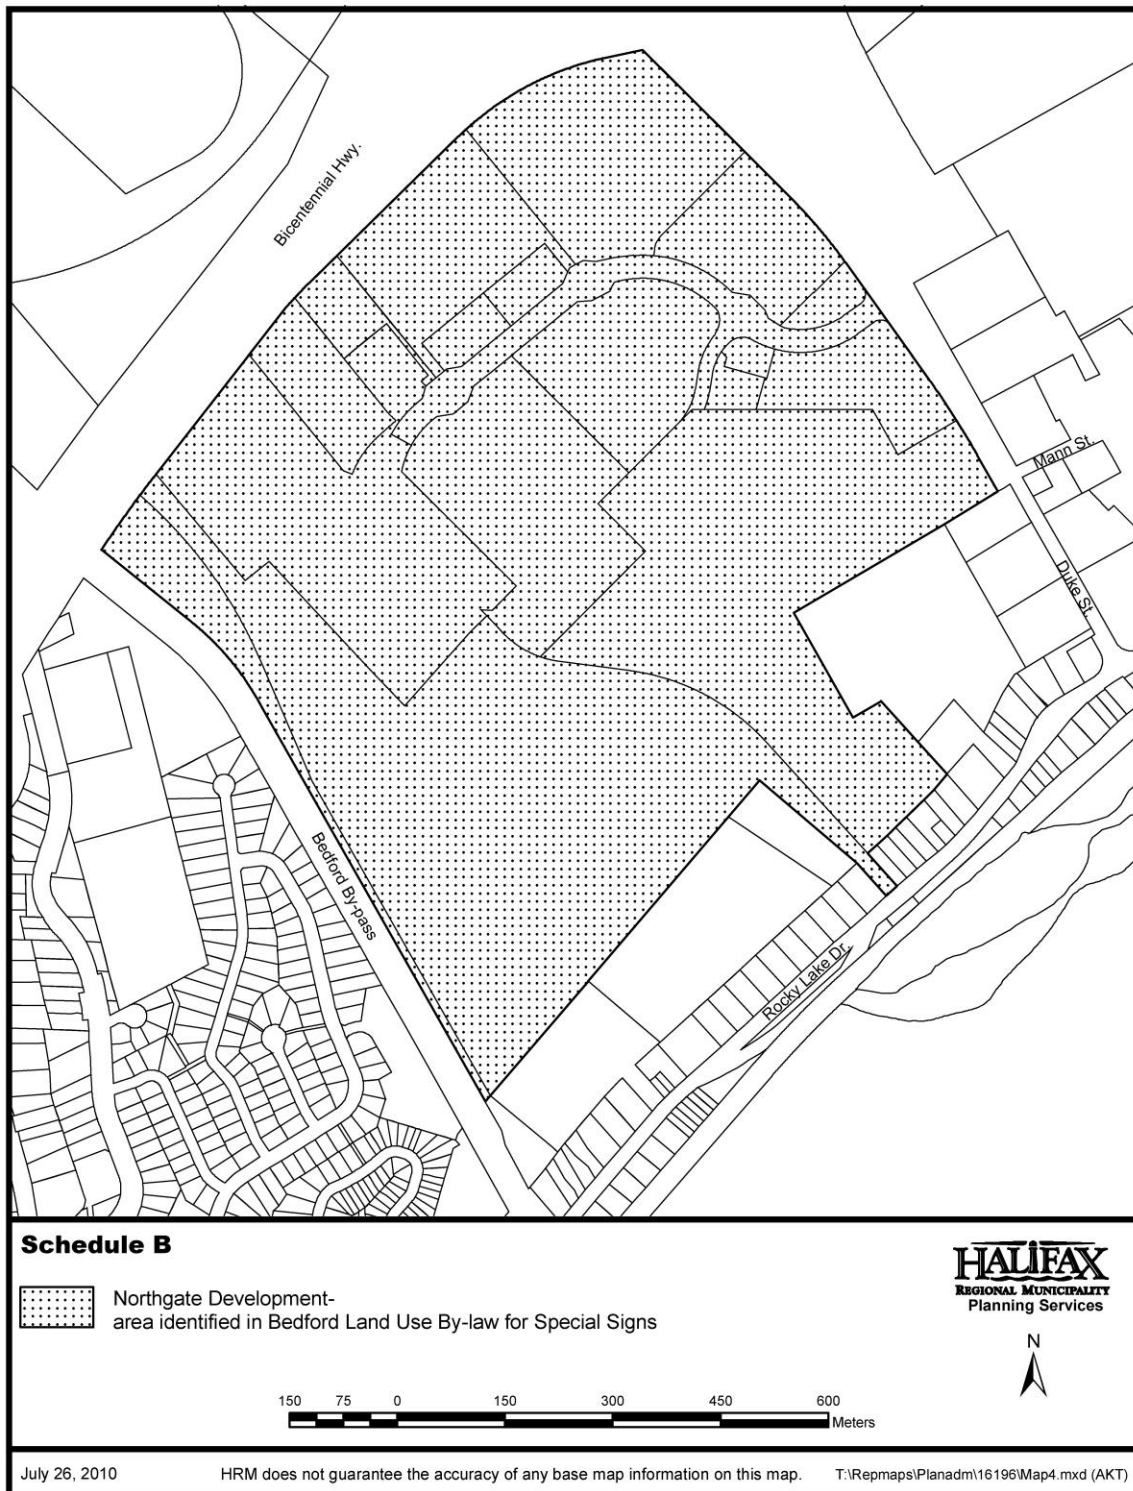 Bicentennial Hwy.
Mann St.
Duke St.
Bedford By-pass
Rocky Lake Dr.
Schedule B
Northgate Development-
area identified in Bedford Land Use By-law for Special Signs
HALIFAX
REGIONAL MUNICIPALITY
Planning Services
N
150 75 0 150 300 450 600
Meters
July 26, 2010 HRM does not guarantee the accuracy of any base map information on this map. T:\Repmaps\Planadm\16196\Map4.mxd (AKT)